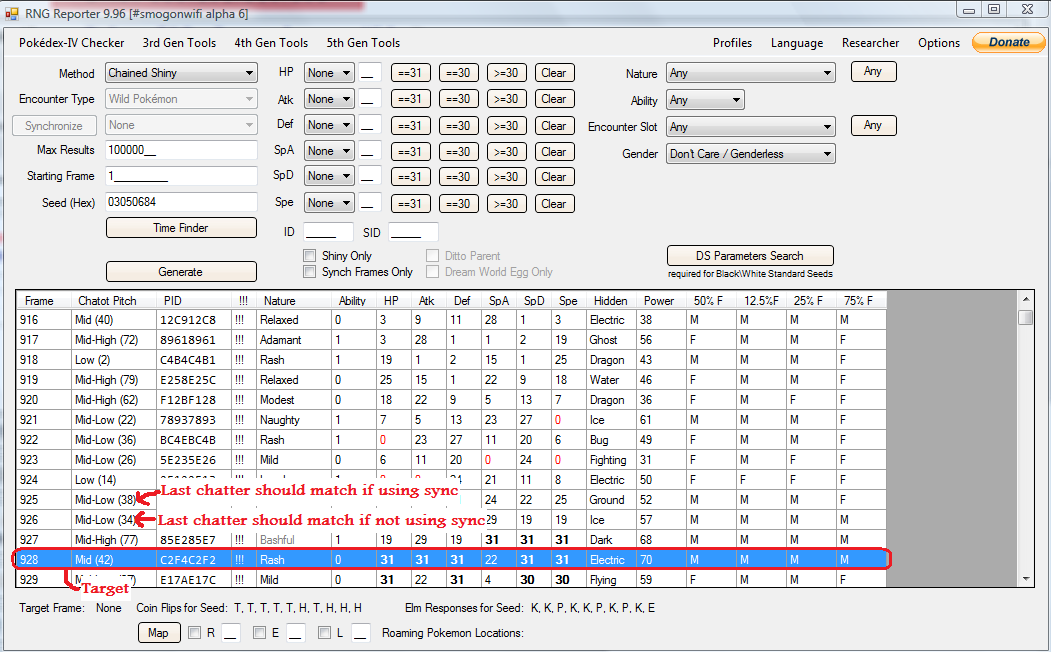 RNG Reporter 9.96 [#smogonwifi alpha 6]
Pokédex-IV Checker 3rd Gen Tools 4th Gen Tools 5th Gen Tools Profiles Language Researcher Options Donate
Method Chained Shiny HP None __ ==31 ==30 >=30 Clear Nature Any Any
Encounter Type Wild Pokémon Atk None __ ==31 ==30 >=30 Clear Ability Any
Synchronize None Def None __ ==31 ==30 >=30 Clear Encounter Slot Any Any
Max Results 100000__ SpA None __ ==31 ==30 >=30 Clear Gender Don't Care / Genderless
Starting Frame 1_________ SpD None __ ==31 ==30 >=30 Clear
Seed (Hex) 03050684 Spe None __ ==31 ==30 >=30 Clear
Time Finder ID _____ SID _____
Shiny Only Ditto Parent DS Parameters Search
Generate Synch Frames Only Dream World Egg Only required for Black\White Standard Seeds
Frame Chatot Pitch PID !!! Nature Ability HP Atk Def SpA SpD Spe Hidden Power 50% F 12.5%F 25% F 75% F
916 Mid (40) 12C912C8 !!! Relaxed 0 3 9 11 28 1 3 Electric 38 M M M M
917 Mid-High (72) 89618961 !!! Adamant 1 3 28 1 1 2 19 Ghost 56 F M M F
918 Low (2) C4B4C4B1 !!! Rash 1 19 1 2 15 1 25 Dragon 43 M M M M
919 Mid-High (79) E258E25C !!! Relaxed 0 25 15 1 22 9 18 Water 46 F M M F
920 Mid-High (62) F12BF128 !!! Modest 0 18 22 9 5 13 7 Dragon 36 F M F F
921 Mid-Low (22) 78937893 !!! Naughty 1 7 5 13 23 27 0 Ice 61 M M M M
922 Mid-Low (36) BC4EBC4B !!! Rash 1 0 23 27 11 20 6 Bug 49 F M M F
923 Mid-Low (26) 5E235E26 !!! Mild 0 6 11 20 0 24 0 Fighting 31 F M F F
924 Low (14) 21 11 8 Electric 50 F F F F
925 Mid-Low (38) Last chatter should match if using sync 24 22 25 Ground 52 F M M F
926 Mid-Low (34) Last chatter should match if not using sync 29 19 19 Ice 57 M M M M
927 Mid-High (77) 85E285E7 !!! Bashful 1 19 29 19 31 31 31 Dark 68 M M M M
928 Mid (42) C2F4C2F2 !!! Rash 0 31 31 31 22 31 31 Electric 70 M M M M
929 E17AE17C !!! Mild 0 31 22 31 4 30 30 Flying 59 F M M F
Target
Target Frame: None Coin Flips for Seed: T, T, T, T, T, H, T, H, H, H Elm Responses for Seed: K, K, P, K, K, P, K, P, K, E
Map R __ E __ L __ Roaming Pokemon Locations: